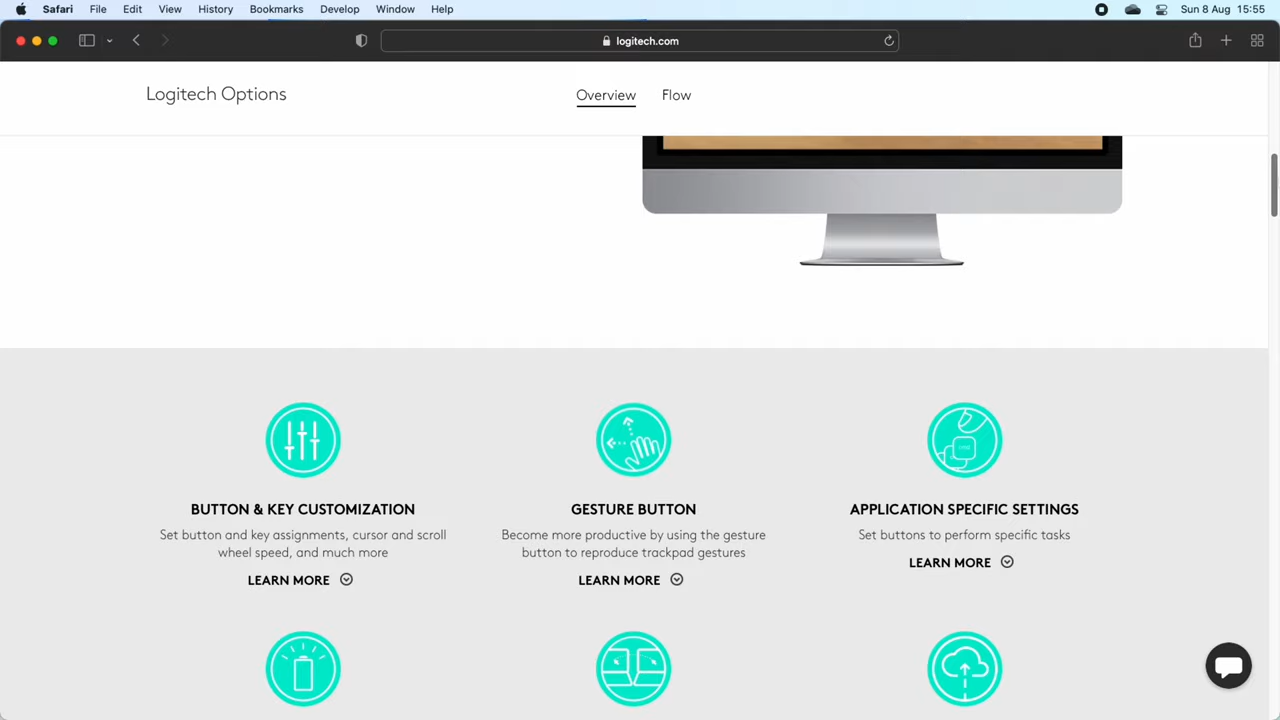 Safari File Edit View History Bookmarks Develop Window Help Sun 8 Aug 15:55
logitech.com
Logitech Options Overview Flow
BUTTON & KEY CUSTOMIZATION
Set button and key assignments, cursor and scroll
wheel speed, and much more
LEARN MORE
GESTURE BUTTON
Become more productive by using the gesture
button to reproduce trackpad gestures
LEARN MORE
APPLICATION SPECIFIC SETTINGS
Set buttons to perform specific tasks
LEARN MORE